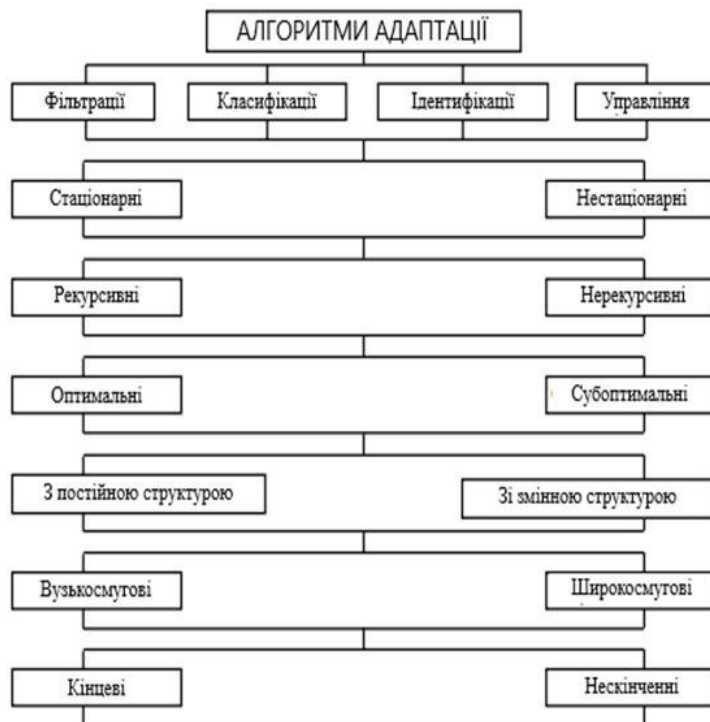 АЛГОРИТМИ АДАПТАЦІЇ
Фільтрації Класифікації Ідентифікації Управління
Стаціонарні Нестаціонарні
Рекурсивні Нерекурсивні
Оптимальні Субоптимальні
З постійною структурою Зі змінною структурою
Вузькосмугові Широкосмугові
Кінцеві Нескінченні